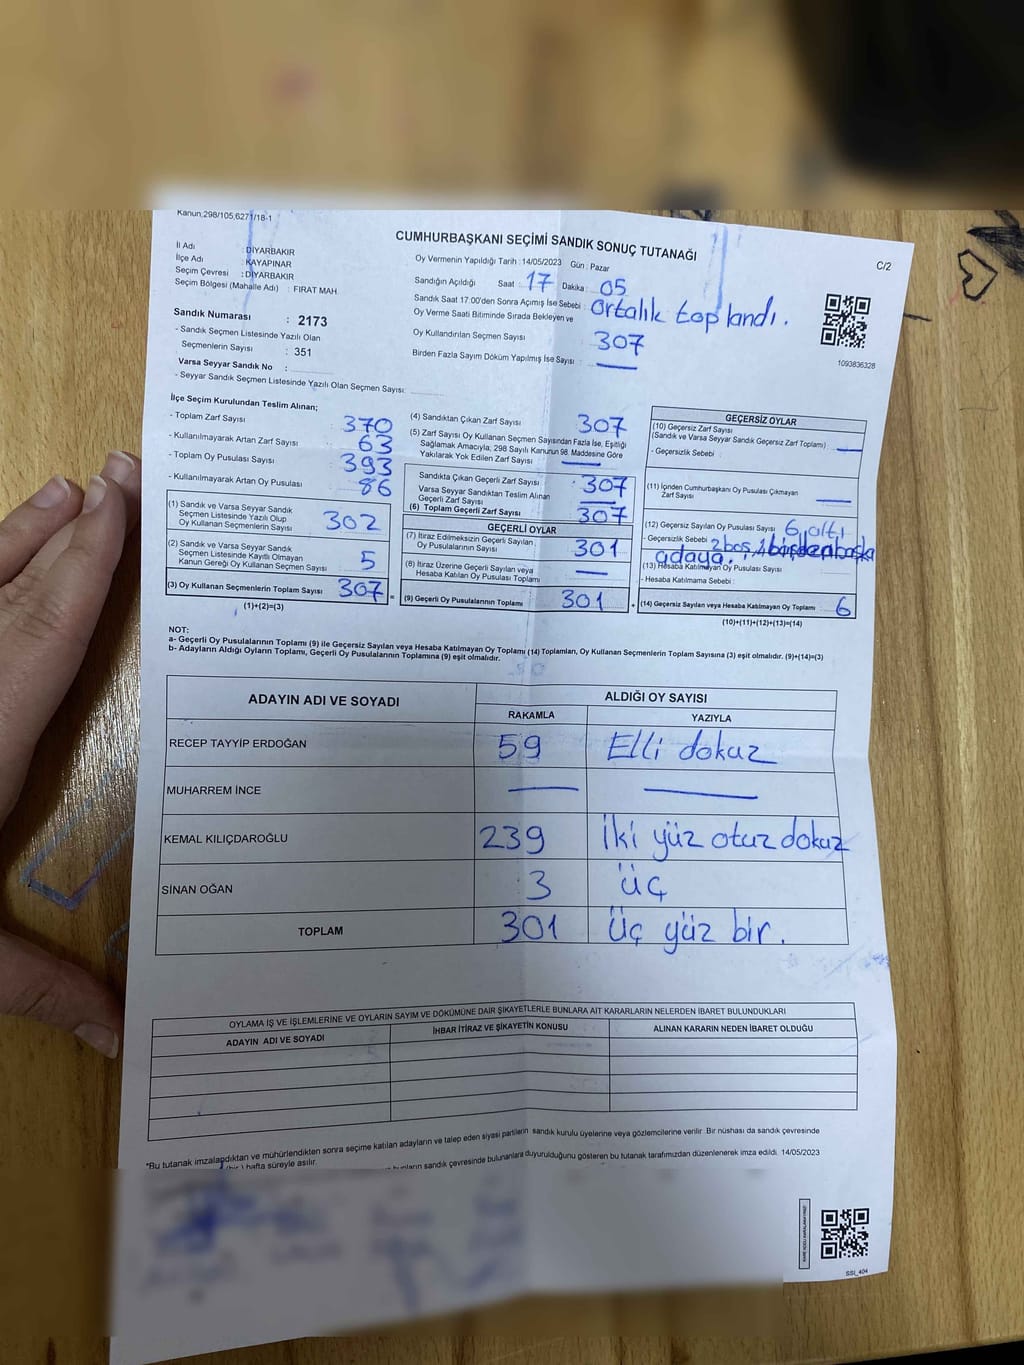 Kanun,298/105,6271/18-1
CUMHURBAŞKANI SEÇİMİ SANDIK SONUÇ TUTANAĞI
C/2
İl Adı : DİYARBAKIR
İlçe Adı : KAYAPINAR
Seçim Çevresi : DİYARBAKIR
Seçim Bölgesi (Mahalle Adı) : FIRAT MAH.
Sandık Numarası : 2173
- Sandık Seçmen Listesinde Yazılı Olan
Seçmenlerin Sayısı : 351
Varsa Seyyar Sandık No :
- Seyyar Sandık Seçmen Listesinde Yazılı Olan Seçmen Sayısı:
Oy Vermenin Yapıldığı Tarih : 14/05/2023 Gün : Pazar
Sandığın Açıldığı Saat : 17 Dakika : 05
Sandık Saat 17:00'den Sonra Açımış İse Sebebi : Ortalık toplandı.
Oy Verme Saati Bitiminde Sırada Bekleyen ve
Oy Kullandırılan Seçmen Sayısı 307
Birden Fazla Sayım Döküm Yapılmış İse Sayısı : —
1093836328
İlçe Seçim Kurulundan Teslim Alınan;
- Toplam Zarf Sayısı 370
- Kullanılmayarak Artan Zarf Sayısı 63
- Toplam Oy Pusulası Sayısı 393
- Kullanılmayarak Artan Oy Pusulası 86
(1) Sandık ve Varsa Seyyar Sandık
Seçmen Listesinde Yazılı Olup
Oy Kullanan Seçmenlerin Sayısı 302
(2) Sandık ve Varsa Seyyar Sandık
Seçmen Listesinde Kayıtlı Olmayan
Kanun Gereği Oy Kullanan Seçmen Sayısı 5
(3) Oy Kullanan Seçmenlerin Toplam Sayısı 307 =
(1)+(2)=(3)
(4) Sandıktan Çıkan Zarf Sayısı 307
(5) Zarf Sayısı Oy Kullanan Seçmen Sayısından Fazla İse, Eşitliği
Sağlamak Amacıyla, 298 Sayılı Kanunun 98. Maddesine Göre
Yakılarak Yok Edilen Zarf Sayısı —
Sandıkta Çıkan Geçerli Zarf Sayısı : 307
Varsa Seyyar Sandıktan Teslim Alınan
Geçerli Zarf Sayısı —
(6) Toplam Geçerli Zarf Sayısı : 307
GEÇERLİ OYLAR
(7) İtiraz Edilmeksizin Geçerli Sayılan
Oy Pusulalarının Sayısı 301
(8) İtiraz Üzerine Geçerli Sayılan veya
Hesaba Katılan Oy Pusulası Toplamı —
(9) Geçerli Oy Pusulalarının Toplamı 301 +
GEÇERSİZ OYLAR
(10) Geçersiz Zarf Sayısı
(Sandık ve Varsa Seyyar Sandık Geçersiz Zarf Toplamı) : —
- Geçersizlik Sebebi :
(11) İçinden Cumhurbaşkanı Oy Pusulası Çıkmayan
Zarf Sayısı —
(12) Geçersiz Sayılan Oy Pusulası Sayısı 6, altı
- Geçersizlik Sebebi : 2 boş,
adaya.
(13) Hesaba Katılmayan Oy Pusulası Sayısı :
- Hesaba Katılmama Sebebi :
(14) Geçersiz Sayılan veya Hesaba Katılmayan Oy Toplamı 6
(10)+(11)+(12)+(13)=(14)
NOT:
a- Geçerli Oy Pusulalarının Toplamı (9) ile Geçersiz Sayılan veya Hesaba Katılmayan Oy Toplamı (14) Toplamları, Oy Kullanan Seçmenlerin Toplam Sayısına (3) eşit olmalıdır. (9)+(14)=(3)
b- Adayların Aldığı Oyların Toplamı, Geçerli Oy Pusulalarının Toplamına (9) eşit olmalıdır.
ADAYIN ADI VE SOYADI ALDIĞI OY SAYISI
RAKAMLA YAZIYLA
RECEP TAYYİP ERDOĞAN 59 Elli dokuz
MUHARREM İNCE — —
KEMAL KILIÇDAROĞLU 239 İki yüz otuz dokuz
SİNAN OĞAN 3 üç
TOPLAM 301 üç yüz bir.
OYLAMA İŞ VE İŞLEMLERİNE VE OYLARIN SAYIM VE DÖKÜMÜNE DAİR ŞİKAYETLERLE BUNLARA AİT KARARLARIN NELERDEN İBARET BULUNDUKLARI
ADAYIN ADI VE SOYADI İHBAR İTİRAZ VE ŞİKAYETİN KONUSU ALINAN KARARIN NEDEN İBARET OLDUĞU
*Bu tutanak imzalandıktan ve mühürlendikten sonra seçime katılan adayların ve talep eden siyasi partilerin sandık kurulu üyelerine veya gözlemcilerine verilir. Bir nüshası da sandık çevresinde
(bir) hafta süreyle asılır. sandık çevresinde bulunanlara duyurulduğunu gösteren bu tutanak tarafımızdan düzenlenerek imza edildi. 14/05/2023
SSI_404